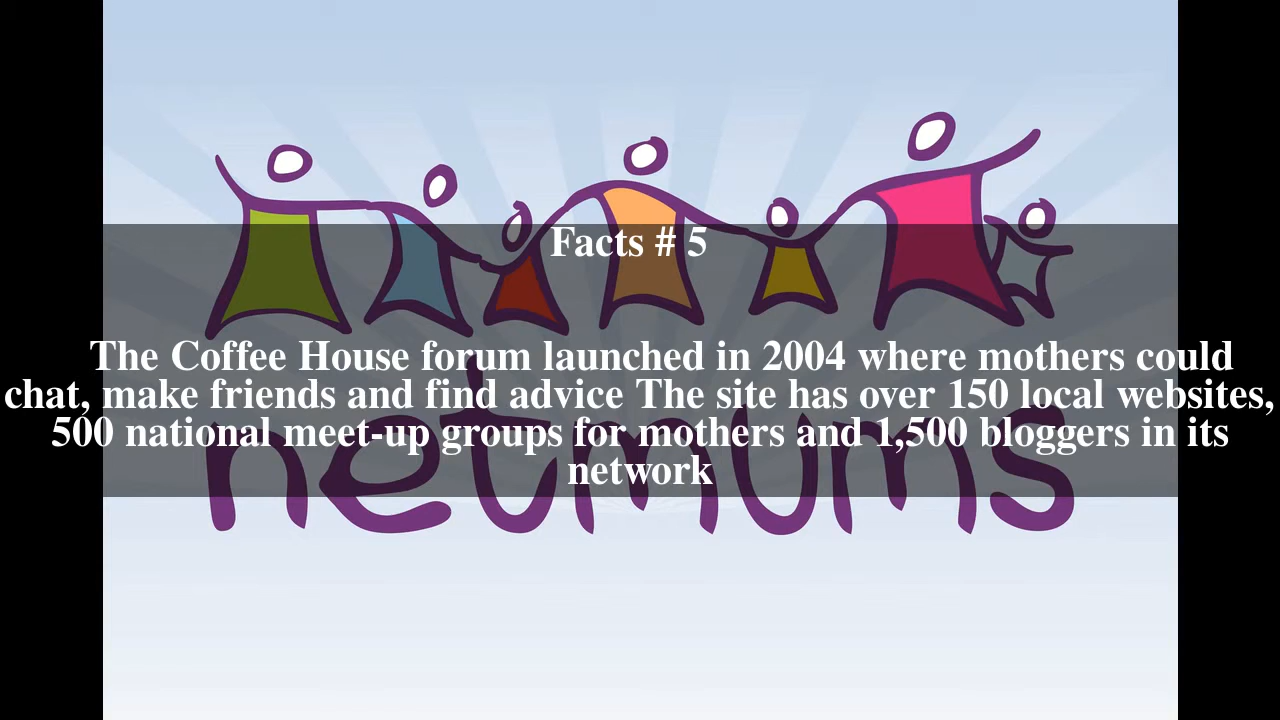 Facts # 5
The Coffee House forum launched in 2004 where mothers could
chat, make friends and find advice The site has over 150 local websites,
500 national meet-up groups for mothers and 1,500 bloggers in its
network
netmums